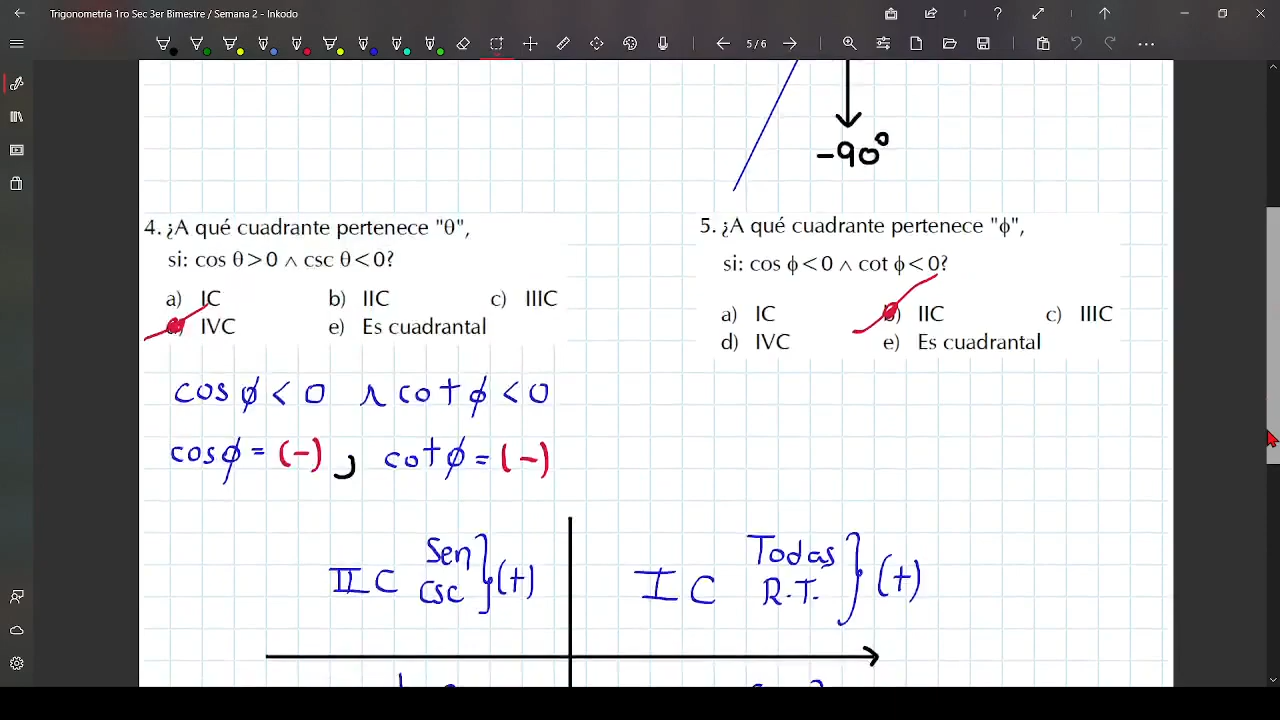 Trigonometría 1ro Sec 3er Bimestre / Semana 2 - Inkodo
5/6
-90°
4. ¿A qué cuadrante pertenece "θ",
si: cos θ>0 ∧ csc θ<0?
a) IC b) IIC c) IIIC
d) IVC e) Es cuadrantal
5. ¿A qué cuadrante pertenece "ϕ",
si: cos ϕ<0 ∧ cot ϕ<0?
a) IC b) IIC c) IIIC
d) IVC e) Es cuadrantal
cos ϕ < 0 ∧ cot ϕ < 0
cos ϕ = (-) , cot ϕ = (-)
II C Sen Csc } (+)
I C Todas R.T. } (+)